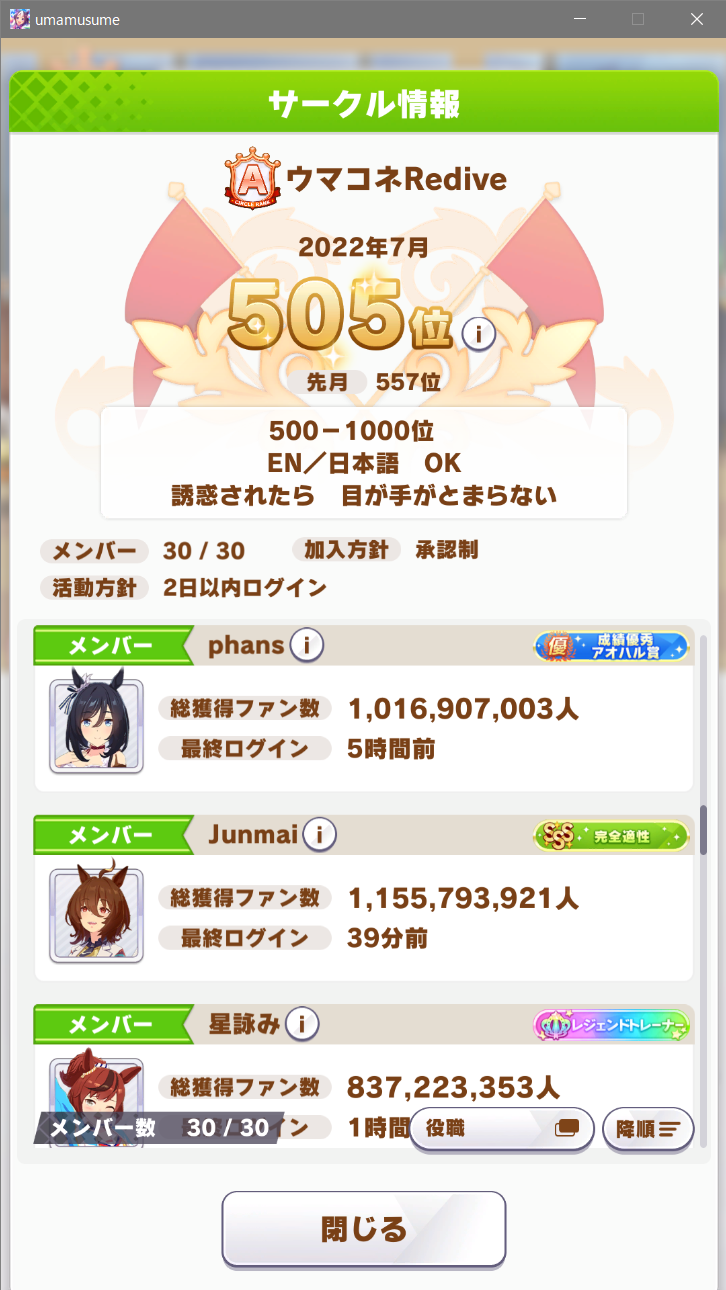 umamusume
サークル情報
A
CIRCLE RANK
ウマコネRedive
2022年7月
505位
i
先月 557位
500－1000位
EN／日本語　OK
誘惑されたら　目が手がとまらない
メンバー 30 / 30 加入方針 承認制
活動方針 2日以内ログイン
メンバー phans i 優 成績優秀
アオハル賞
総獲得ファン数 1,016,907,003人
最終ログイン 5時間前
メンバー Junmai i SSS 完全適性
総獲得ファン数 1,155,793,921人
最終ログイン 39分前
メンバー 星詠み i レジェンドトレーナー
総獲得ファン数 837,223,353人
メンバー数 30 / 30 イン 1時間 役職 降順
閉じる